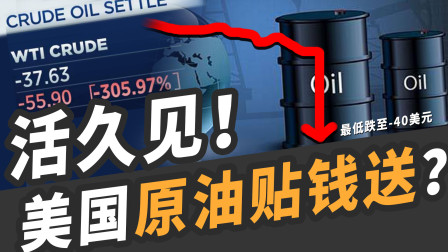 CRUDE OIL SETTLE
WTI CRUDE
-37.63
-55.90 [-305.97%]
Oil
Oil
最低跌至-40美元
活久见！
美国原油贴钱送？